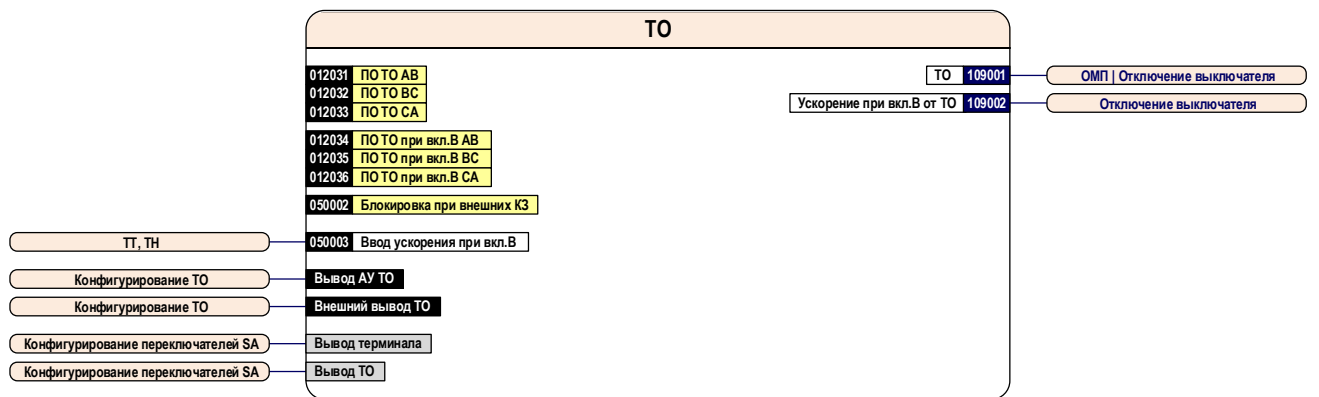 ТО
012031 ПО ТО АВ
012032 ПО ТО ВС
012033 ПО ТО СА
ТО 109001 ОМП | Отключение выключателя
Ускорение при вкл.В от ТО 109002 Отключение выключателя
012034 ПО ТО при вкл.В АВ
012035 ПО ТО при вкл.В ВС
012036 ПО ТО при вкл.В СА
050002 Блокировка при внешних КЗ
ТТ, ТН 050003 Ввод ускорения при вкл.В
Конфигурирование ТО Вывод АУ ТО
Конфигурирование ТО Внешний вывод ТО
Конфигурирование переключателей SA Вывод терминала
Конфигурирование переключателей SA Вывод ТО